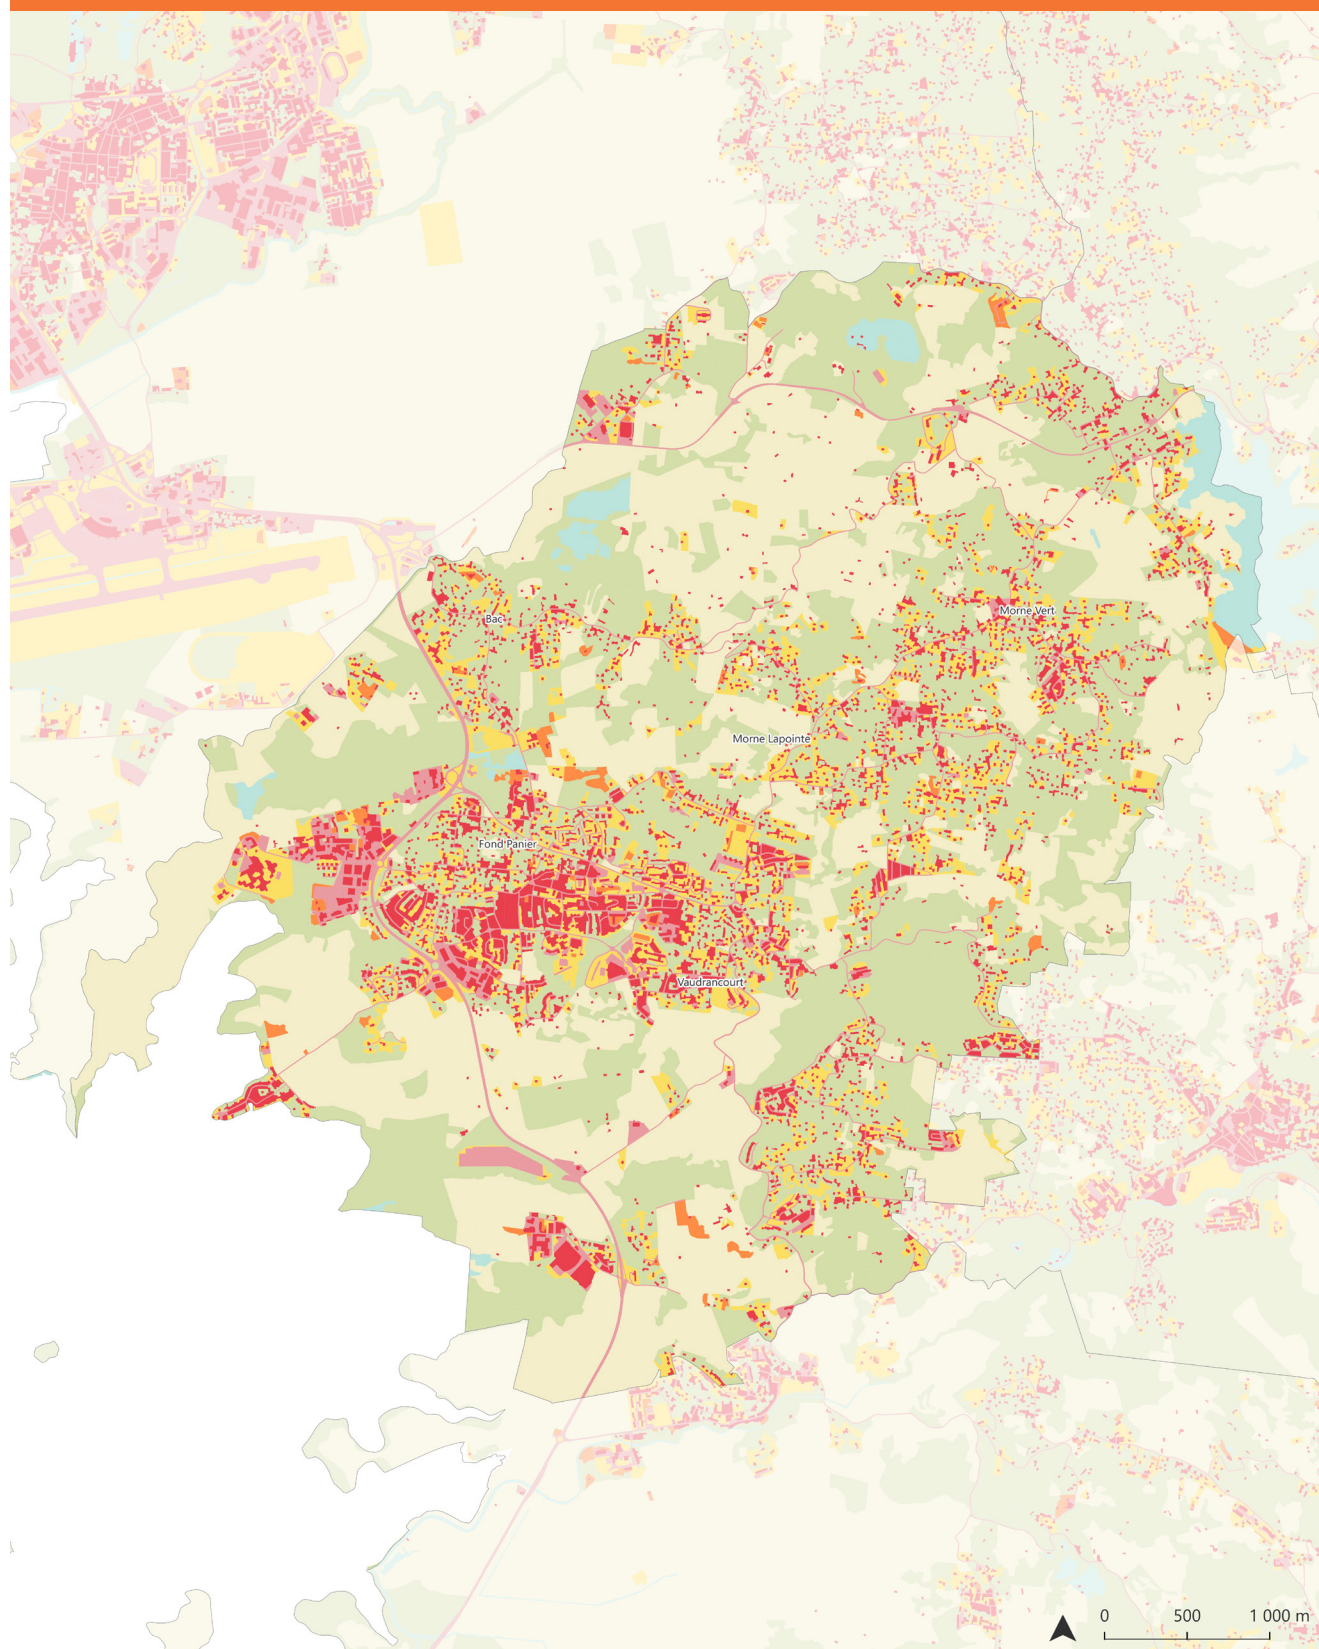 Morne Vert
Bac
Morne Lapointe
Fond Panier
Vaudrancourt
0 500 1 000 m